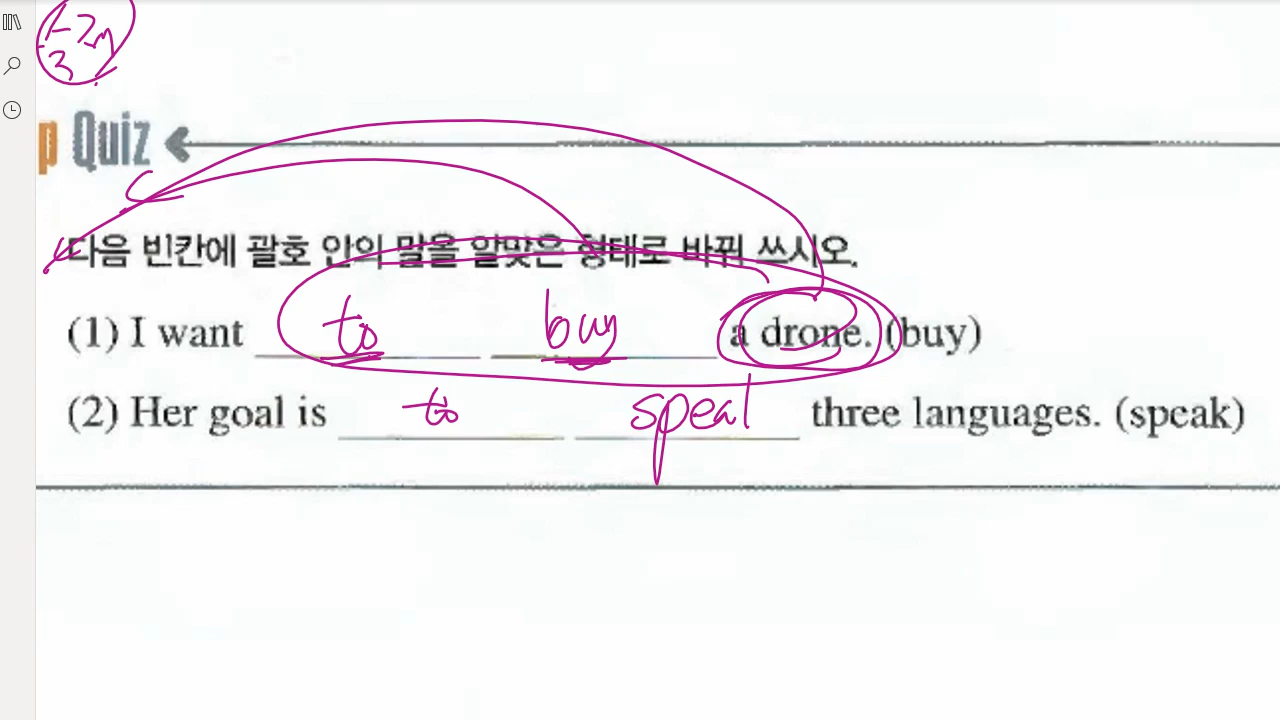 p Quiz
다음 빈칸에 괄호 안의 말을 알맞은 형태로 바꿔 쓰시오.
(1) I want to buy a drone. (buy)
(2) Her goal is to speal three languages. (speak)